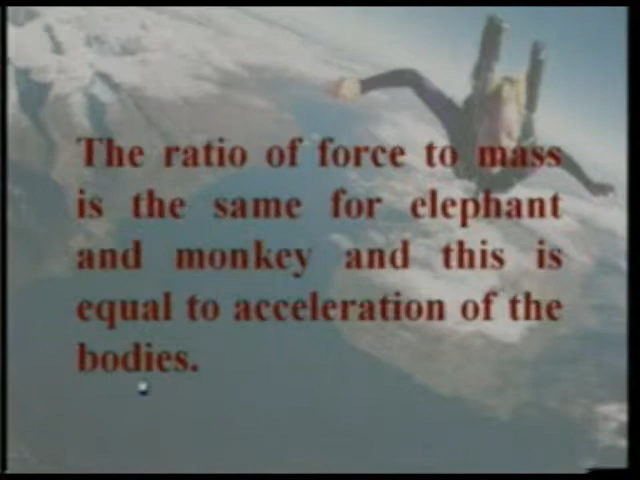 The ratio of force to mass
is the same for elephant
and monkey and this is
equal to acceleration of the
bodies.